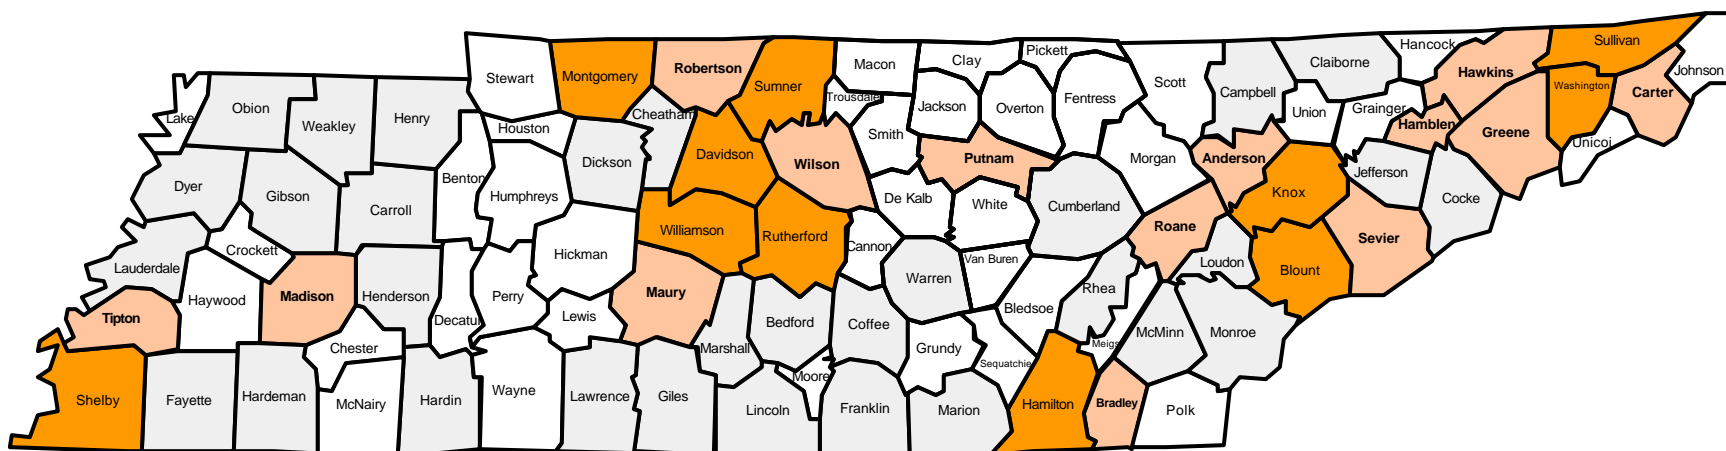 Hancock
Sullivan
Pickett
Clay
Macon
Claiborne
Robertson
Hawkins
Johnson
Stewart
Montgomery
Sumner
Scott
Washington
Trousdale
Fentress
Campbell
Carter
Obion
Jackson
Overton
Union
Grainger
Lake
Henry
Cheatham
Weakley
Houston
Smith
Hamblen
Greene
Unicoi
Davidson
Wilson
Putnam
Morgan
Anderson
Dickson
Jefferson
Dyer
Benton
Knox
Gibson
Humphreys
De Kalb
White
Cumberland
Cocke
Carroll
Williamson
Rutherford
Roane
Sevier
Crockett
Cannon
Hickman
Van Buren
Lauderdale
Loudon
Blount
Warren
Rhea
Haywood
Madison
Henderson
Perry
Maury
Bledsoe
Tipton
Decatur
Lewis
Bedford
Coffee
McMinn
Monroe
Chester
Marshall
Grundy
Meigs
Sequatchie
Moore
Shelby
Fayette
Hardeman
McNairy
Hardin
Wayne
Lawrence
Giles
Lincoln
Franklin
Marion
Hamilton
Bradley
Polk